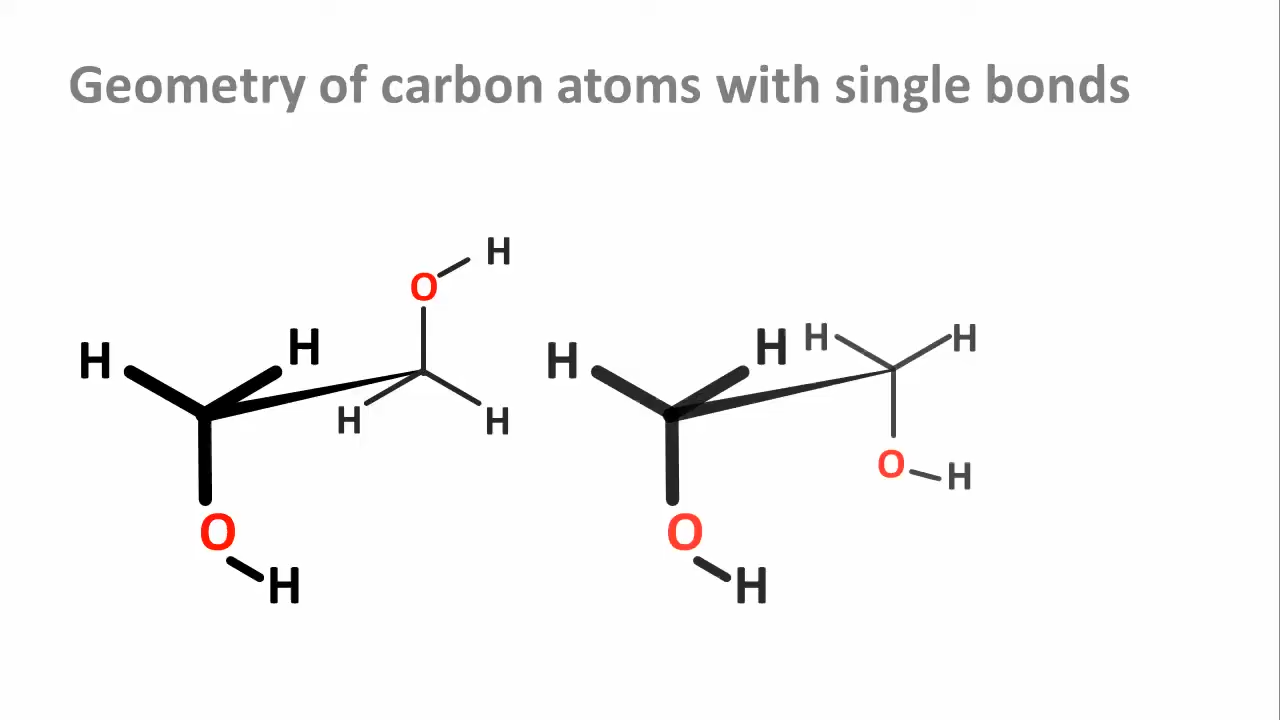 Geometry of carbon atoms with single bonds
O H
H H
H H
O
H
H H H H
O H
O
H